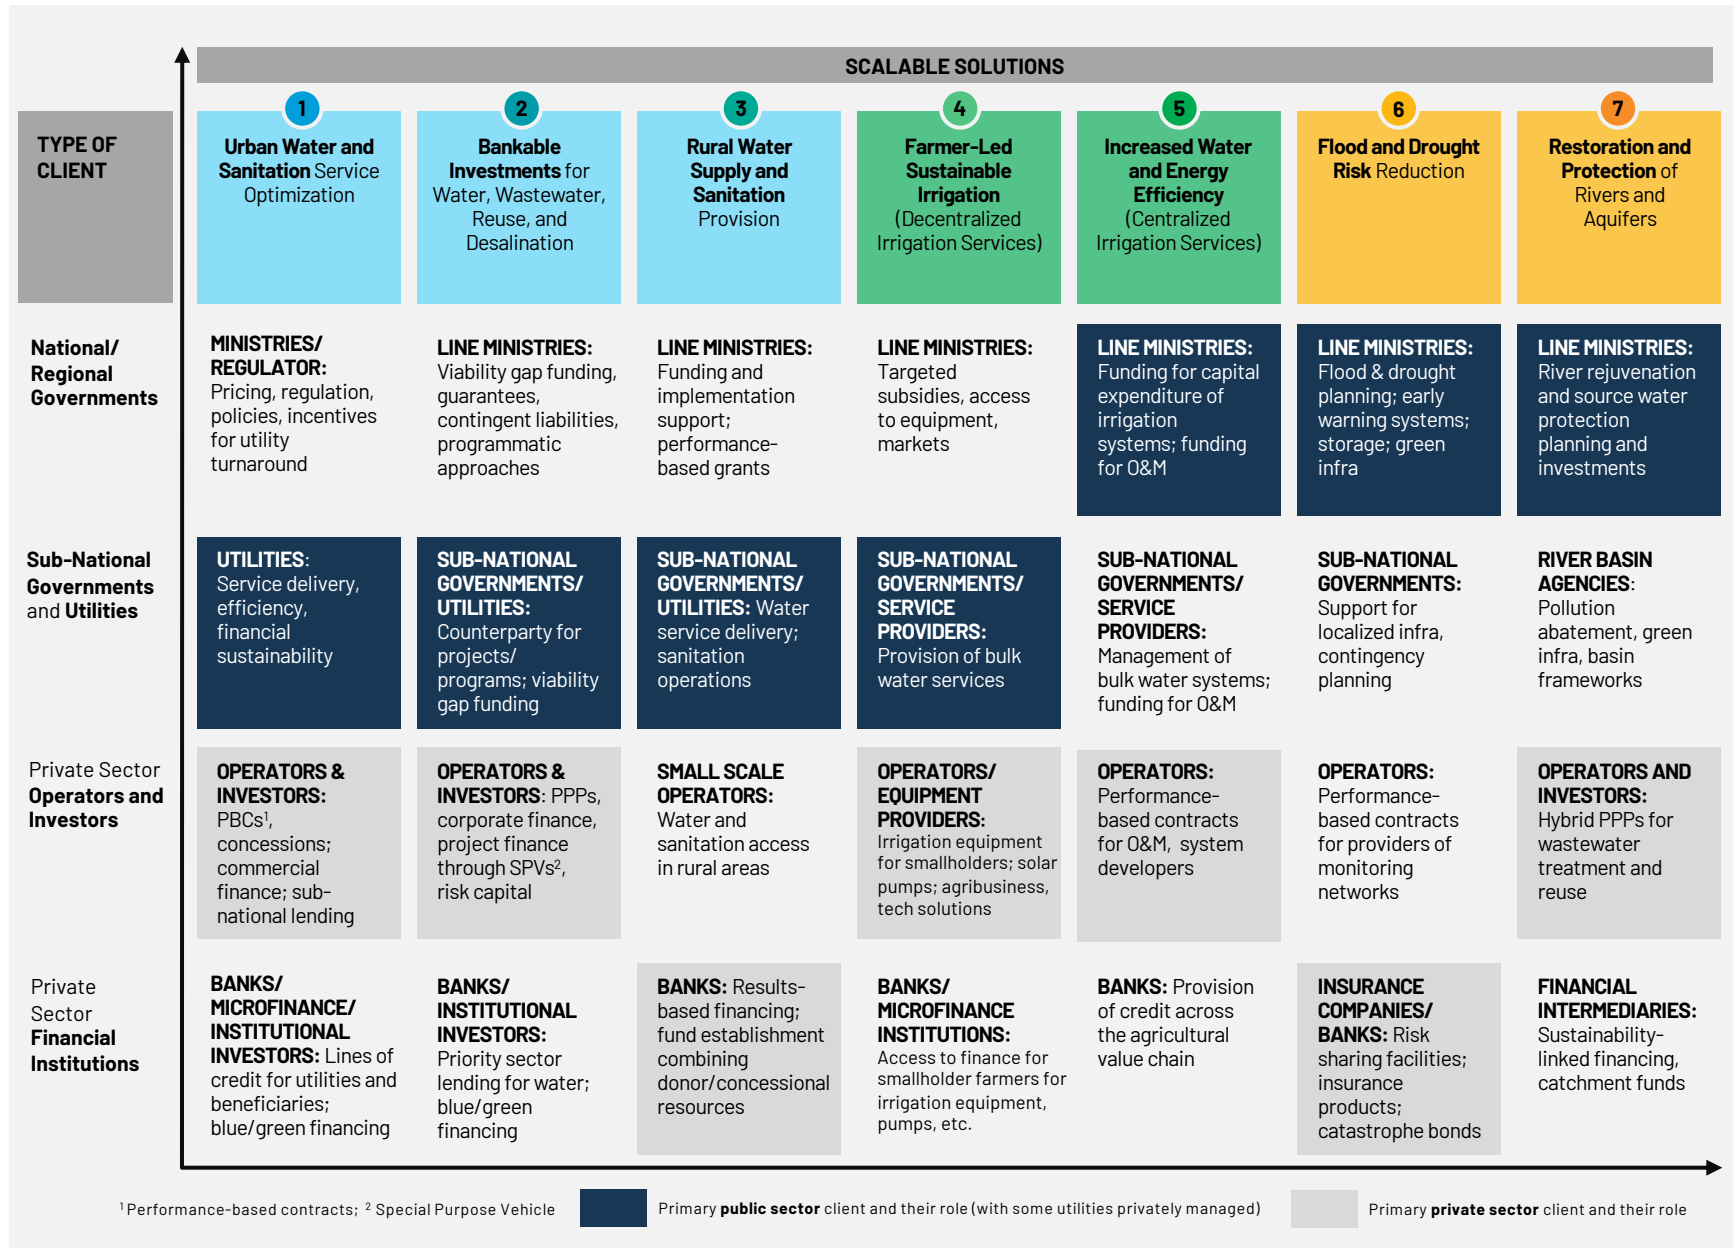 SCALABLE SOLUTIONS
TYPE OF
CLIENT
1
Urban Water and
Sanitation Service
Optimization
2
Bankable
Investments for
Water, Wastewater,
Reuse, and
Desalination
3
Rural Water
Supply and
Sanitation
Provision
4
Farmer-Led
Sustainable
Irrigation
(Decentralized
Irrigation Services)
5
Increased Water
and Energy
Efficiency
(Centralized
Irrigation Services)
6
Flood and Drought
Risk Reduction
7
Restoration and
Protection of
Rivers and
Aquifers
National/
Regional
Governments
MINISTRIES/
REGULATOR:
Pricing, regulation,
policies, incentives
for utility
turnaround
LINE MINISTRIES:
Viability gap funding,
guarantees,
contingent liabilities,
programmatic
approaches
LINE MINISTRIES:
Funding and
implementation
support;
performance-
based grants
LINE MINISTRIES:
Targeted
subsidies, access
to equipment,
markets
LINE MINISTRIES:
Funding for capital
expenditure of
irrigation
systems; funding
for O&M
LINE MINISTRIES:
Flood & drought
planning; early
warning systems;
storage; green
infra
LINE MINISTRIES:
River rejuvenation
and source water
protection
planning and
investments
Sub-National
Governments
and Utilities
UTILITIES:
Service delivery,
efficiency,
financial
sustainability
SUB-NATIONAL
GOVERNMENTS/
UTILITIES:
Counterparty for
projects/
programs; viability
gap funding
SUB-NATIONAL
GOVERNMENTS/
UTILITIES: Water
service delivery;
sanitation
operations
SUB-NATIONAL
GOVERNMENTS/
SERVICE
PROVIDERS:
Provision of bulk
water services
SUB-NATIONAL
GOVERNMENTS/
SERVICE
PROVIDERS:
Management of
bulk water systems;
funding for O&M
SUB-NATIONAL
GOVERNMENTS:
Support for
localized infra,
contingency
planning
RIVER BASIN
AGENCIES:
Pollution
abatement, green
infra, basin
frameworks
Private Sector
Operators and
Investors
OPERATORS &
INVESTORS:
PBCs¹,
concessions;
commercial
finance; sub-
national lending
OPERATORS &
INVESTORS: PPPs,
corporate finance,
project finance
through SPVs²,
risk capital
SMALL SCALE
OPERATORS:
Water and
sanitation access
in rural areas
OPERATORS/
EQUIPMENT
PROVIDERS:
Irrigation equipment
for smallholders; solar
pumps; agribusiness,
tech solutions
OPERATORS:
Performance-
based contracts
for O&M, system
developers
OPERATORS:
Performance-
based contracts
for providers of
monitoring
networks
OPERATORS AND
INVESTORS:
Hybrid PPPs for
wastewater
treatment and
reuse
Private
Sector
Financial
Institutions
BANKS/
MICROFINANCE/
INSTITUTIONAL
INVESTORS: Lines of
credit for utilities and
beneficiaries;
blue/green financing
BANKS/
INSTITUTIONAL
INVESTORS:
Priority sector
lending for water;
blue/green
financing
BANKS: Results-
based financing;
fund establishment
combining
donor/concessional
resources
BANKS/
MICROFINANCE
INSTITUTIONS:
Access to finance for
smallholder farmers for
irrigation equipment,
pumps, etc.
BANKS: Provision
of credit across
the agricultural
value chain
INSURANCE
COMPANIES/
BANKS: Risk
sharing facilities;
insurance
products;
catastrophe bonds
FINANCIAL
INTERMEDIARIES:
Sustainability-
linked financing,
catchment funds
¹ Performance-based contracts; ² Special Purpose Vehicle
Primary public sector client and their role (with some utilities privately managed)
Primary private sector client and their role